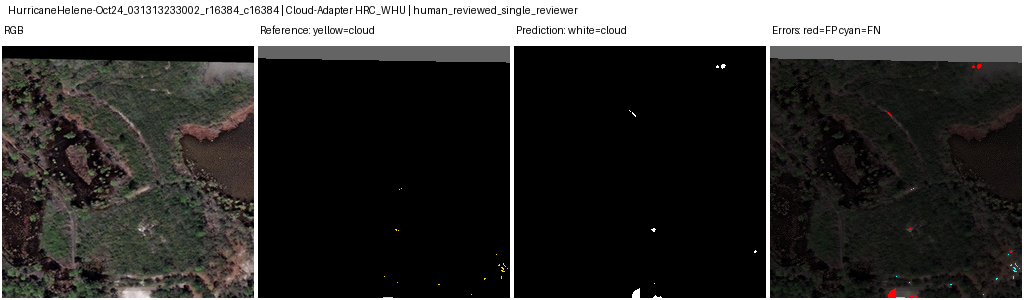 HurricaneHelene-Oct24_031313233002_r16384_c16384 | Cloud-Adapter HRC_WHU | human_reviewed_single_reviewer
RGB
Reference: yellow=cloud
Prediction: white=cloud
Errors: red=FP cyan=FN